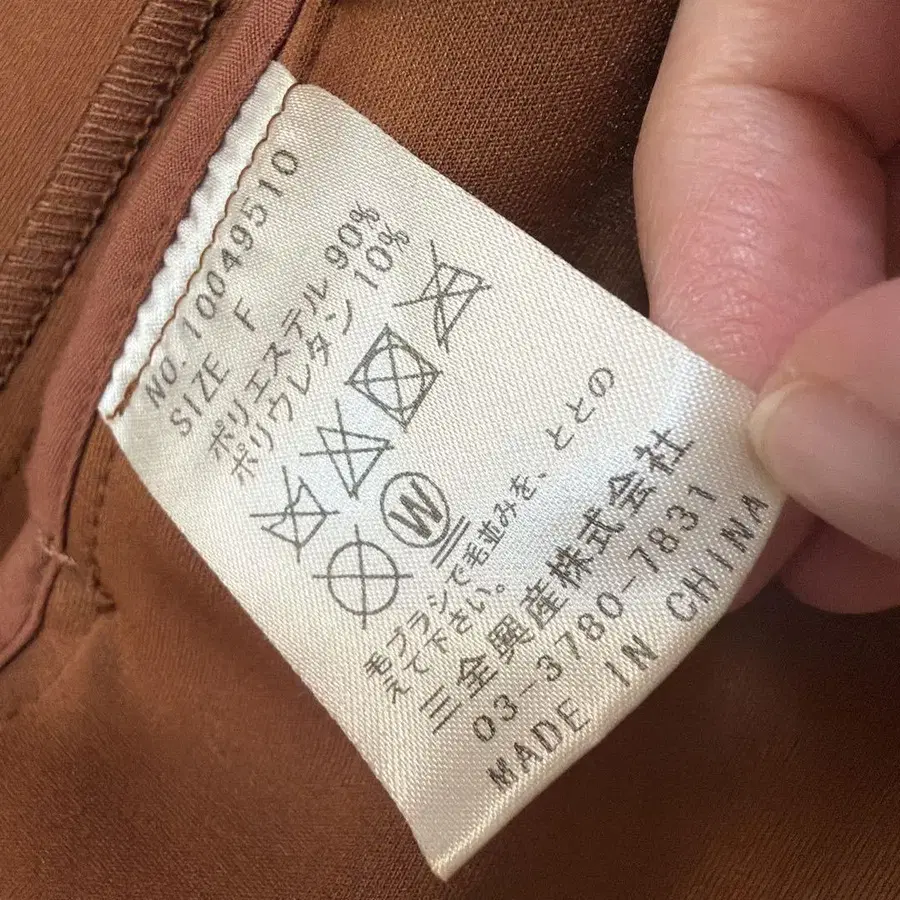 NO.10049510
SIZE F
ポリエステル 90%
ポリウレタン 10%
W
毛ブラシで毛並みを、ととの
えて下さい。
三全興産株式会社
03-3780-7831
MADE IN CHINA